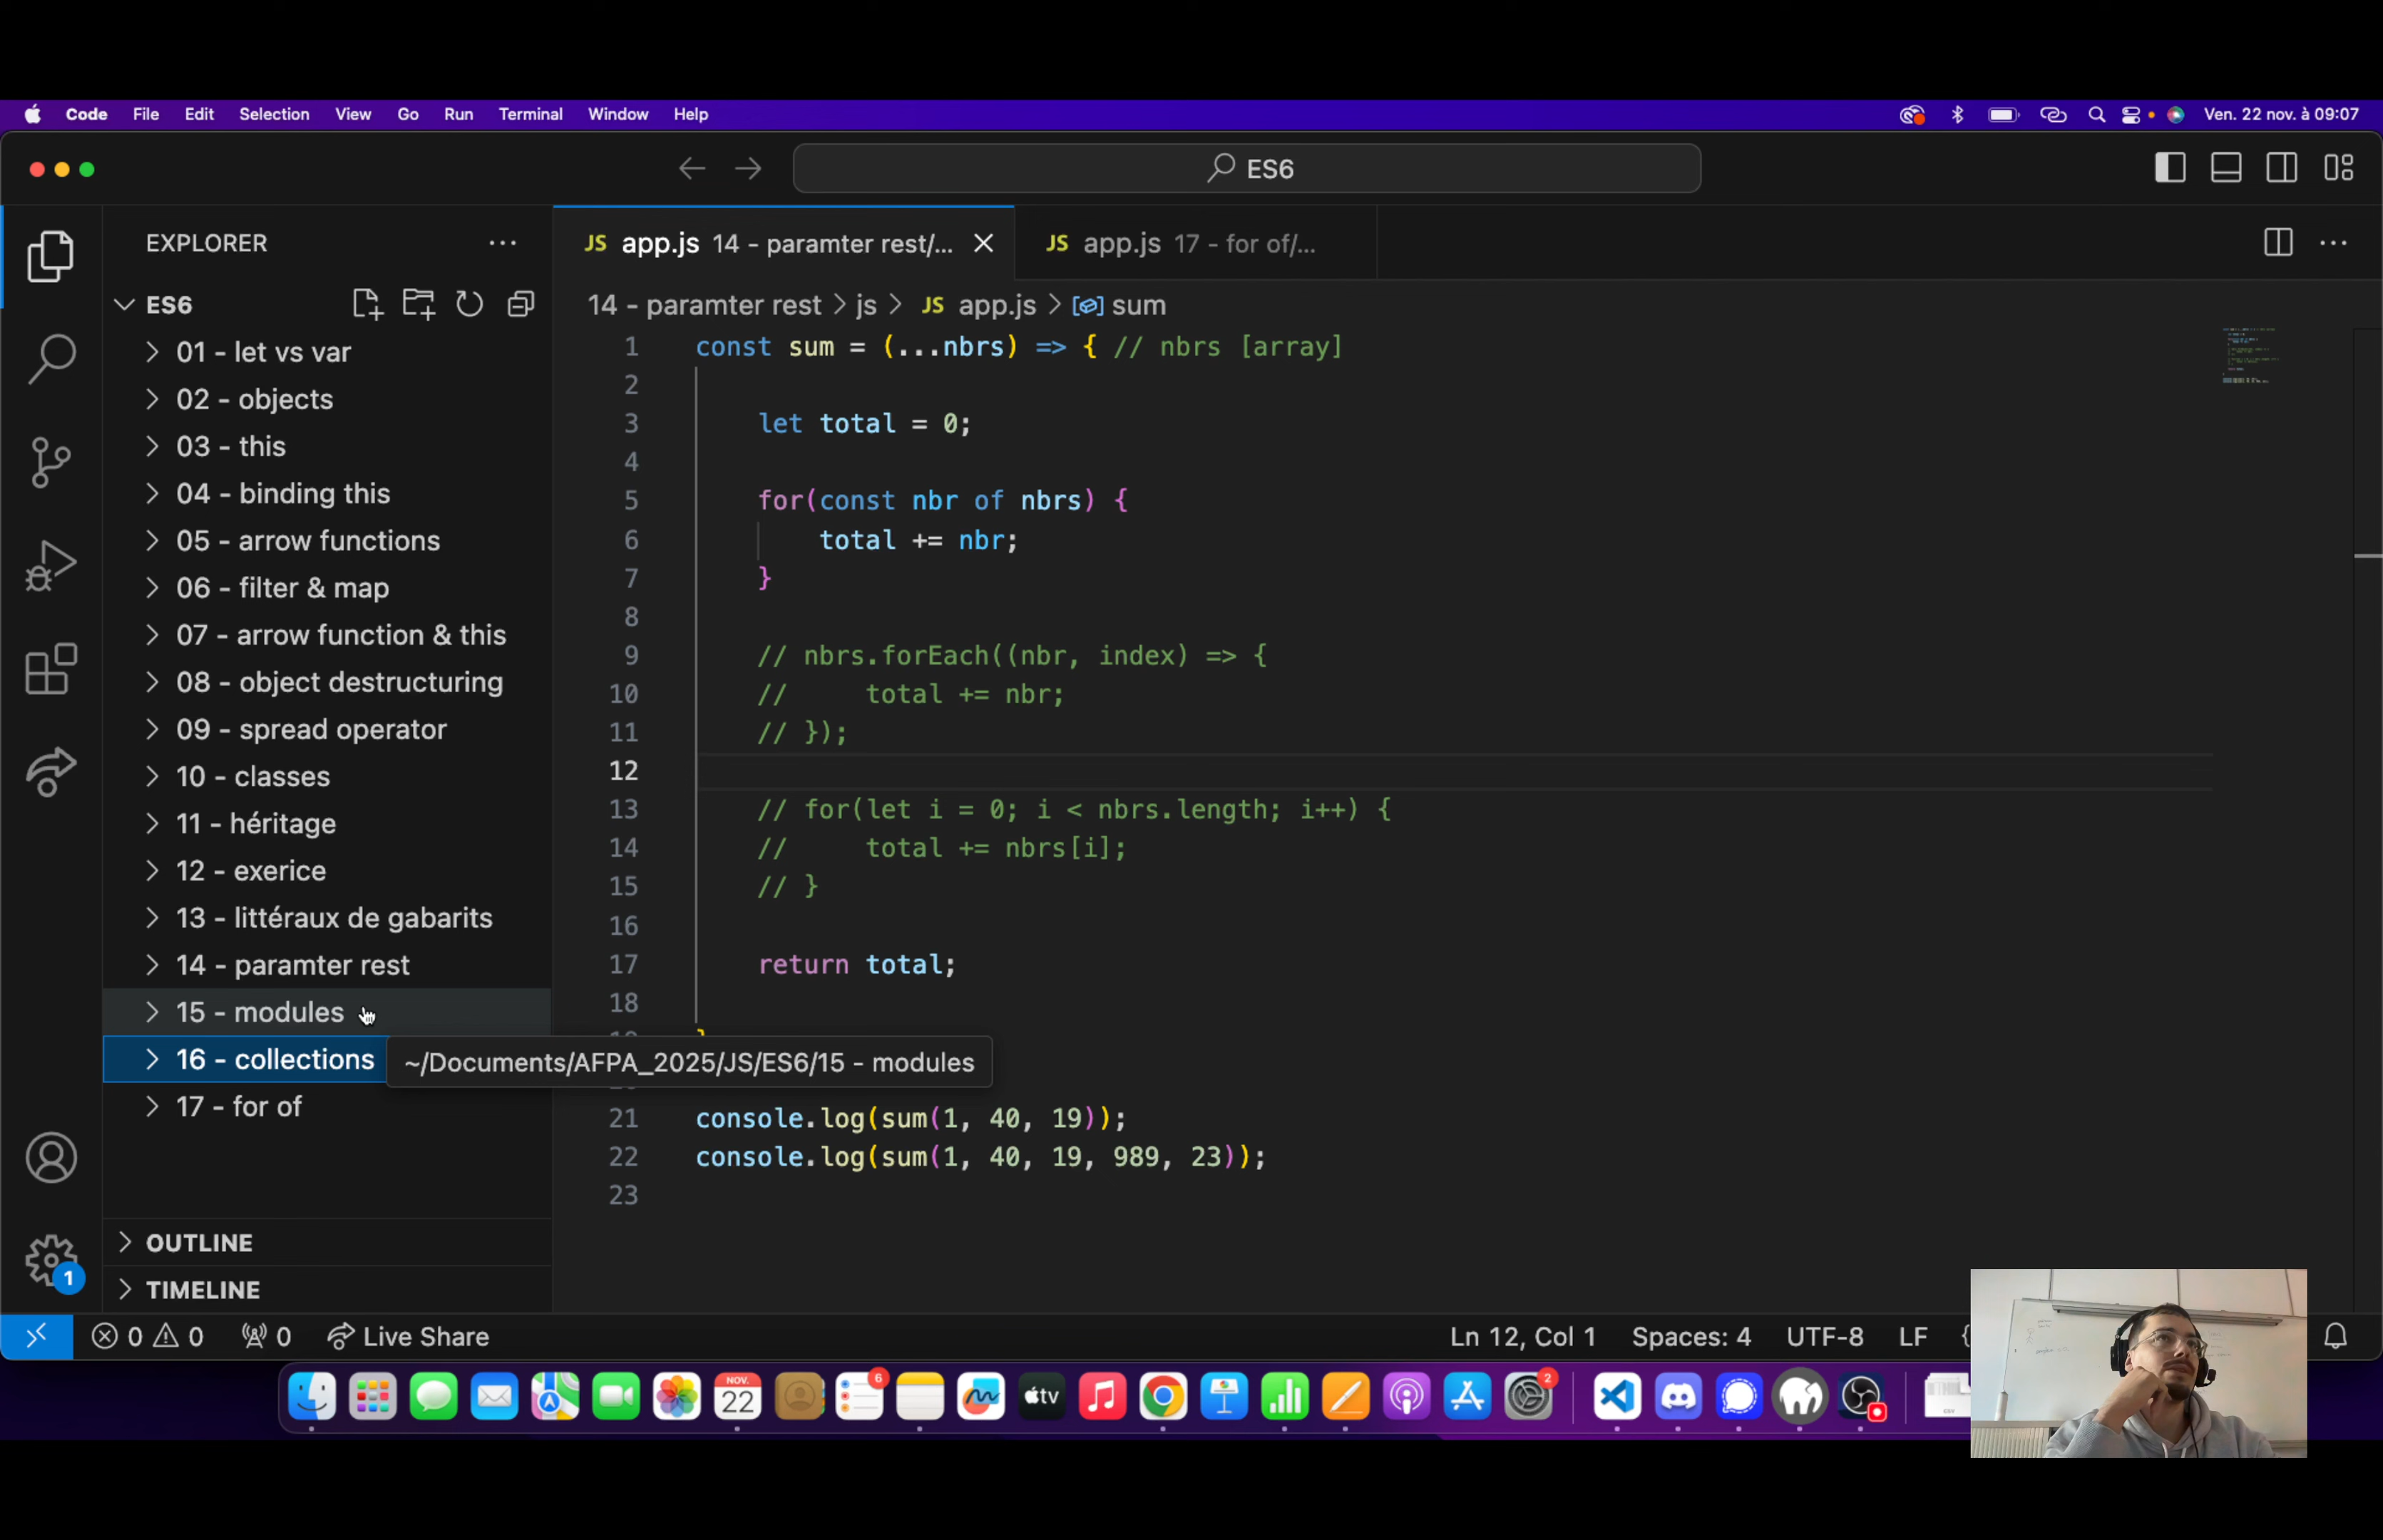 Code File Edit Selection View Go Run Terminal Window Help Ven. 22 nov. à 09:07
ES6
EXPLORER
ES6
01 - let vs var
02 - objects
03 - this
04 - binding this
05 - arrow functions
06 - filter & map
07 - arrow function & this
08 - object destructuring
09 - spread operator
10 - classes
11 - héritage
12 - exerice
13 - littéraux de gabarits
14 - paramter rest
15 - modules
16 - collections
~/Documents/AFPA_2025/JS/ES6/15 - modules
17 - for of
OUTLINE
TIMELINE
JS app.js 14 - paramter rest/... JS app.js 17 - for of/...
14 - paramter rest > js > JS app.js > sum
1 const sum = (...nbrs) => { // nbrs [array]
2
3 let total = 0;
4
5 for(const nbr of nbrs) {
6 total += nbr;
7 }
8
9 // nbrs.forEach((nbr, index) => {
10 // total += nbr;
11 // });
12
13 // for(let i = 0; i < nbrs.length; i++) {
14 // total += nbrs[i];
15 // }
16
17 return total;
18
21 console.log(sum(1, 40, 19));
22 console.log(sum(1, 40, 19, 989, 23));
23
1
0 0 0 Live Share Ln 12, Col 1 Spaces: 4 UTF-8 LF {
NOV.
22
6
tv
2
CSV